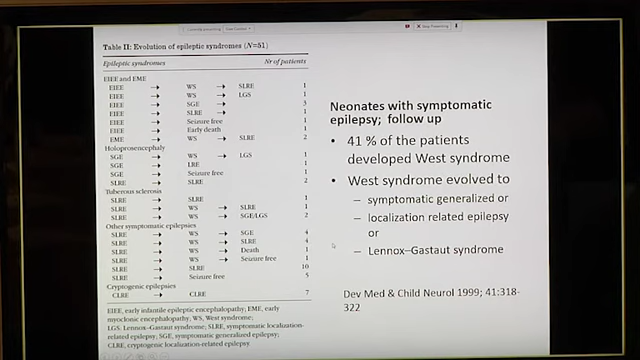 Table II: Evolution of epileptic syndromes (N=51)
Epileptic syndromes Nr of patients
EIEE and EME
EIEE → WS → SLRE 1
EIEE → WS → LGS 1
EIEE → SGE → 3
EIEE → SLRE → 1
EIEE → Seizure free 1
EIEE → Early death 1
EME → WS → SLRE 2
Holoprosencephaly
SGE → WS → LGS 1
SGE → LRE 1
SGE → Seizure free 1
SLRE → SLRE 2
Tuberous sclerosis
SLRE → SLRE 1
SLRE → WS → SLRE 1
SLRE → WS → SGE/LGS 2
Other symptomatic epilepsies
SLRE → WS → SGE 4
SLRE → WS → SLRE 4
SLRE → WS → Death 1
SLRE → WS → Seizure free 1
SLRE → SLRE 10
SLRE → Seizure free 5
Cryptogenic epilepsies
CLRE → CLRE 7
EIEE, early infantile epileptic encephalopathy; EME, early
myoclonic encephalopathy, WS, West syndrome;
LGS. Lennox-Gastaut syndrome; SLRE, symptomatic localization-
related epilepsy, SGE, symptomatic generalized epilepsy;
CLRE, cryptogenic localization-related epilepsy.
Neonates with symptomatic
epilepsy; follow up
• 41 % of the patients
developed West syndrome
• West syndrome evolved to
– symptomatic generalized or
– localization related epilepsy
or
– Lennox–Gastaut syndrome
Dev Med & Child Neurol 1999; 41:318-
322